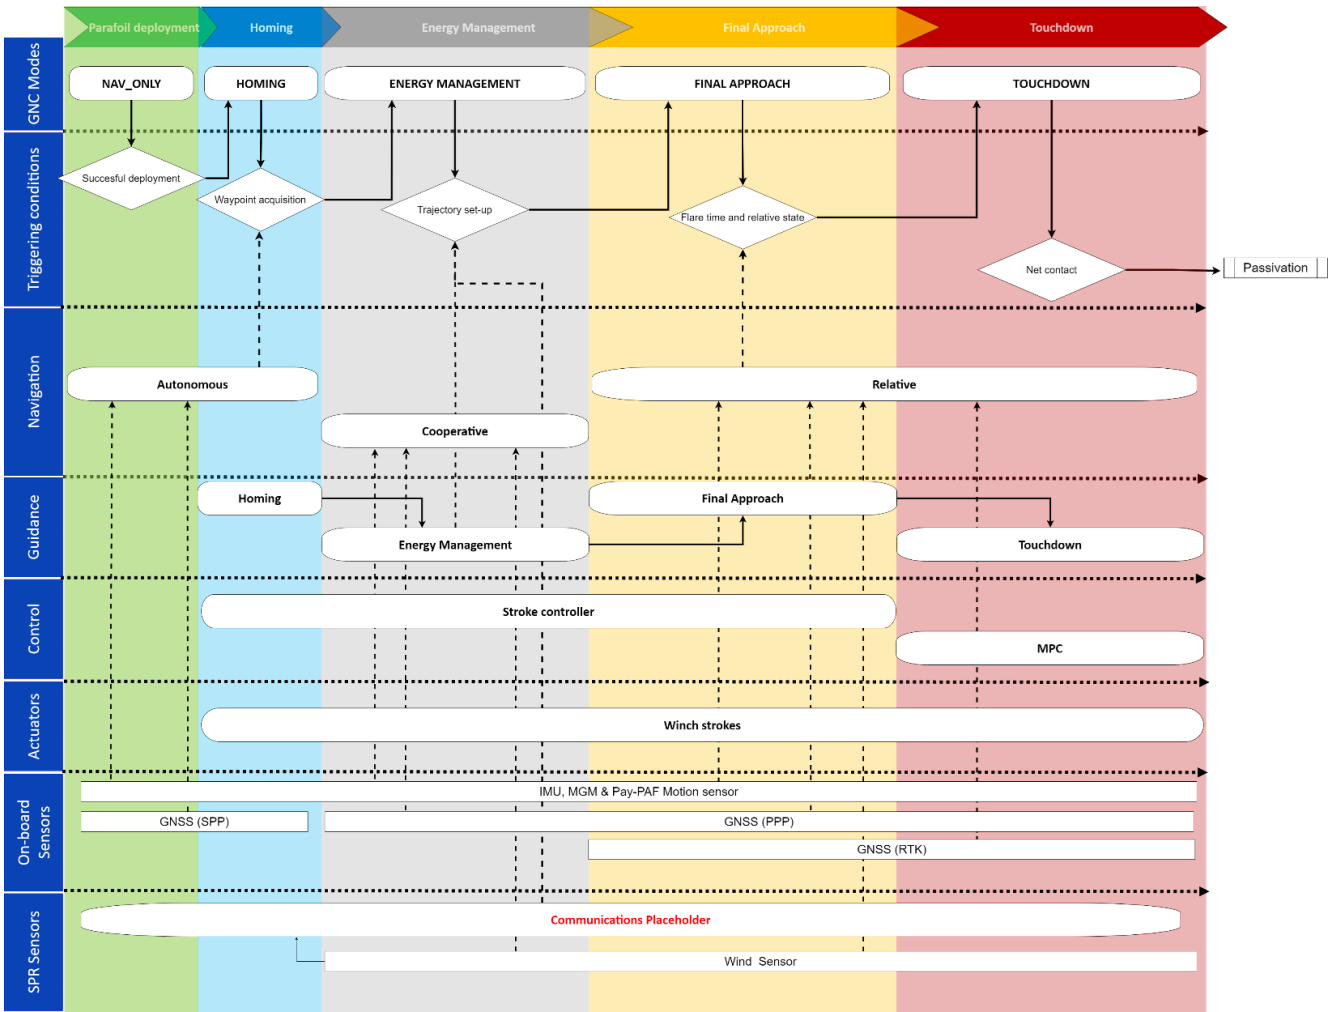 Parafoil deployment
Homing
Energy Management
Final Approach
Touchdown
GNC Modes
NAV_ONLY
HOMING
ENERGY MANAGEMENT
FINAL APPROACH
TOUCHDOWN
Triggering conditions
Succesful deployment
Waypoint acquisition
Trajectory set-up
Flare time and relative state
Net contact
Passivation
Navigation
Autonomous
Relative
Cooperative
Guidance
Homing
Final Approach
Energy Management
Touchdown
Control
Stroke controller
MPC
Actuators
Winch strokes
On-board
Sensors
IMU, MGM & Pay-PAF Motion sensor
GNSS (SPP)
GNSS (PPP)
GNSS (RTK)
SPR Sensors
Communications Placeholder
Wind Sensor